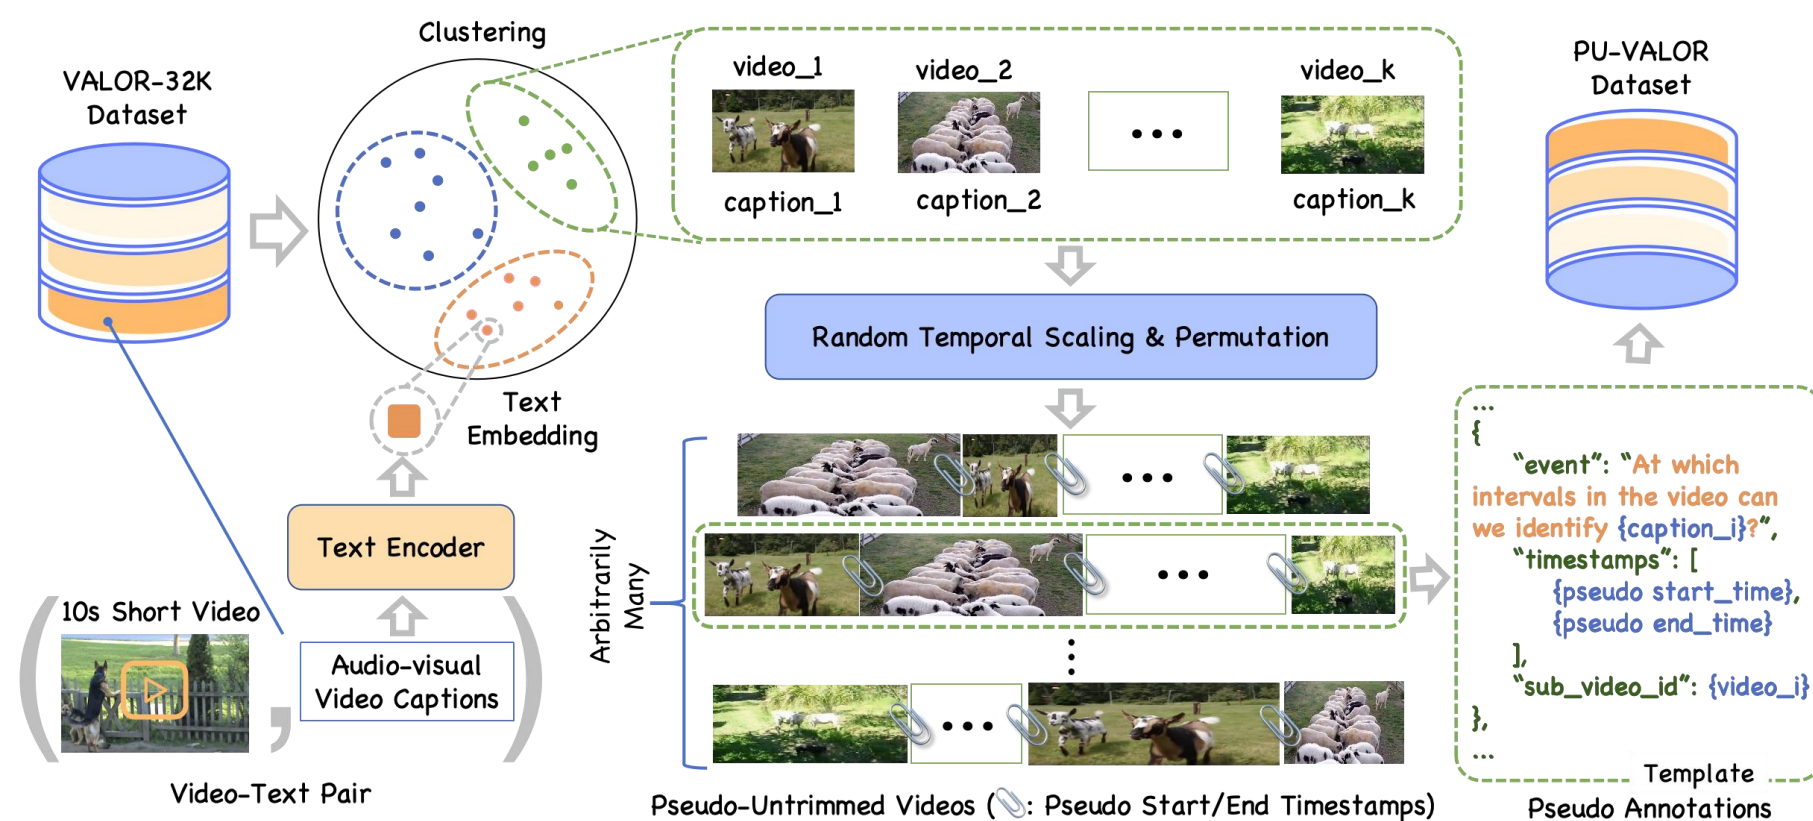 VALOR-32K
Dataset
Clustering
video_1
video_2
video_k
caption_1
caption_2
caption_k
PU-VALOR
Dataset
Random Temporal Scaling & Permutation
Text
Embedding
Text Encoder
10s Short Video
Audio-visual
Video Captions
,
Video-Text Pair
Arbitrarily
Many
Pseudo-Untrimmed Videos ( : Pseudo Start/End Timestamps)
...
{
"event": "At which
intervals in the video can
we identify {caption_i}?",
"timestamps": [
{pseudo start_time},
{pseudo end_time}
],
"sub_video_id": {video_i}
},
...
Template
Pseudo Annotations